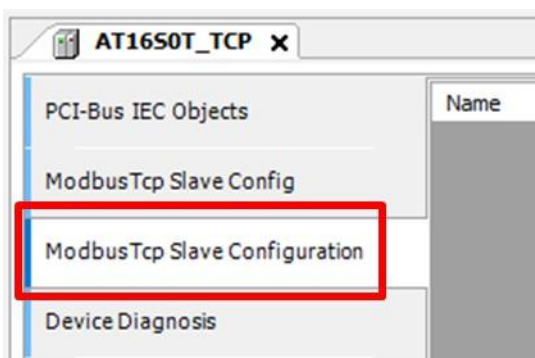 AT16S0T_TCP x
PCI-Bus IEC Objects
Name
ModbusTcp Slave Config
ModbusTcp Slave Configuration
Device Diagnosis